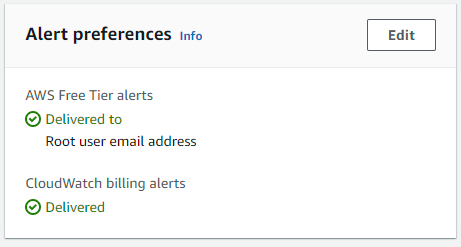 Alert preferences Info Edit
AWS Free Tier alerts
Delivered to
Root user email address
CloudWatch billing alerts
Delivered